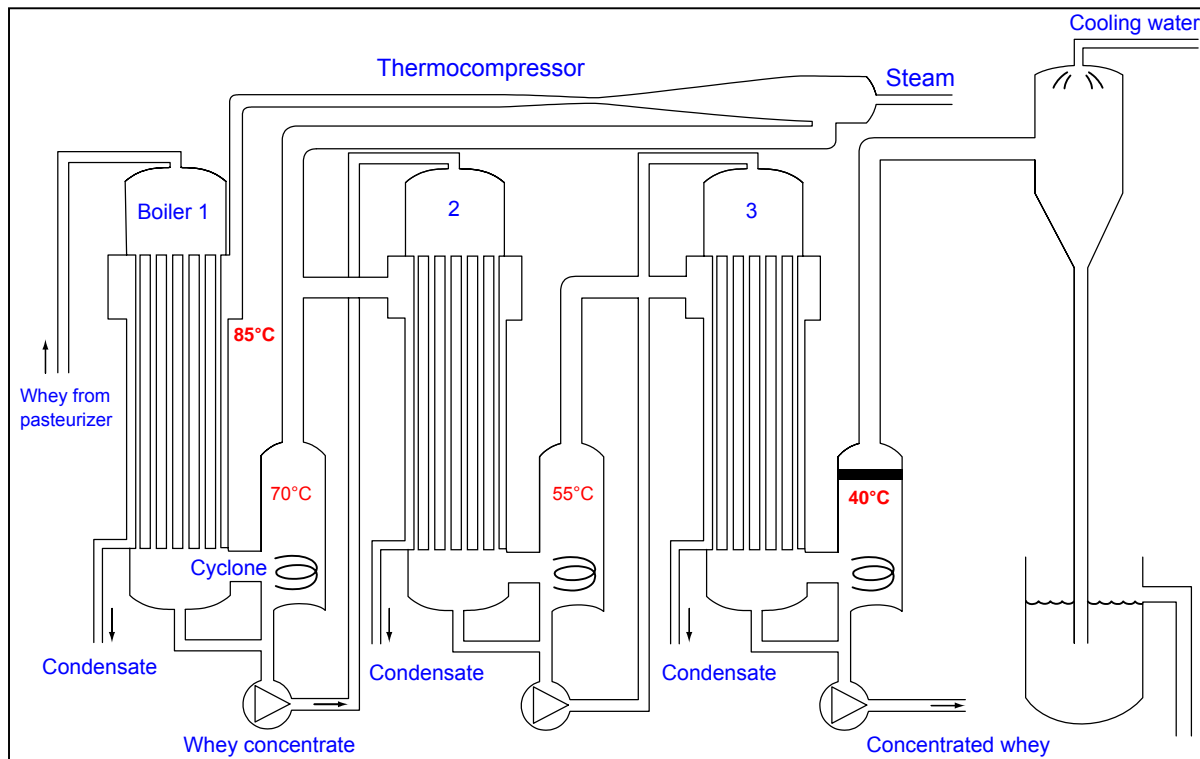 Cooling water
Thermocompressor
Steam
Boiler 1
2
3
85°C
Whey from
pasteurizer
70°C
55°C
40°C
Cyclone
Condensate
Condensate
Condensate
Whey concentrate
Concentrated whey